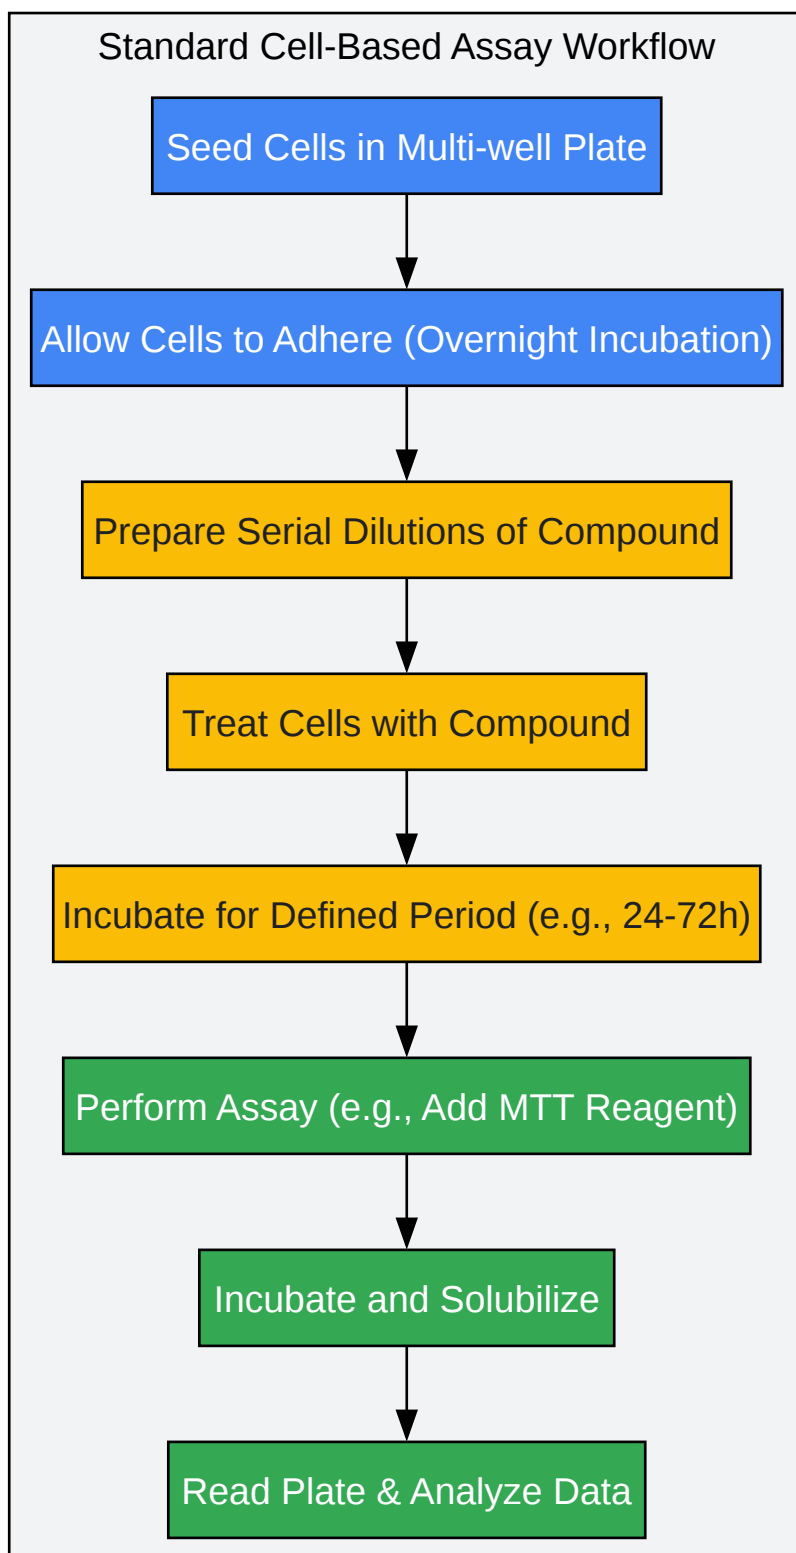 Standard Cell-Based Assay Workflow
Seed Cells in Multi-well Plate
Allow Cells to Adhere (Overnight Incubation)
Prepare Serial Dilutions of Compound
Treat Cells with Compound
Incubate for Defined Period (e.g., 24-72h)
Perform Assay (e.g., Add MTT Reagent)
Incubate and Solubilize
Read Plate & Analyze Data